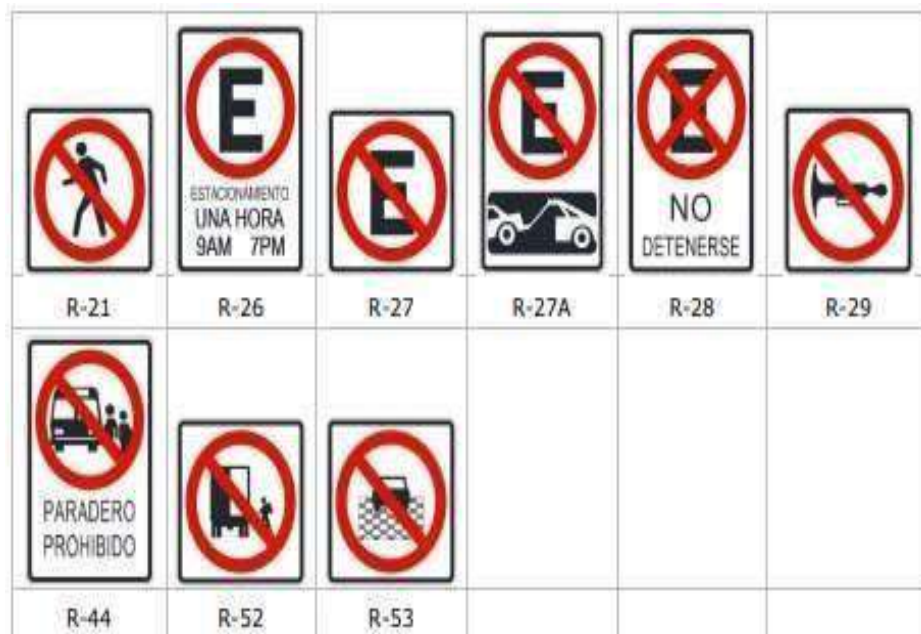 E
ESTACIONAMIENTO
UNA HORA
9AM 7PM
E
E
E
NO
DETENERSE
R-21 R-26 R-27 R-27A R-28 R-29
PARADERO
PROHIBIDO
R-44 R-52 R-53